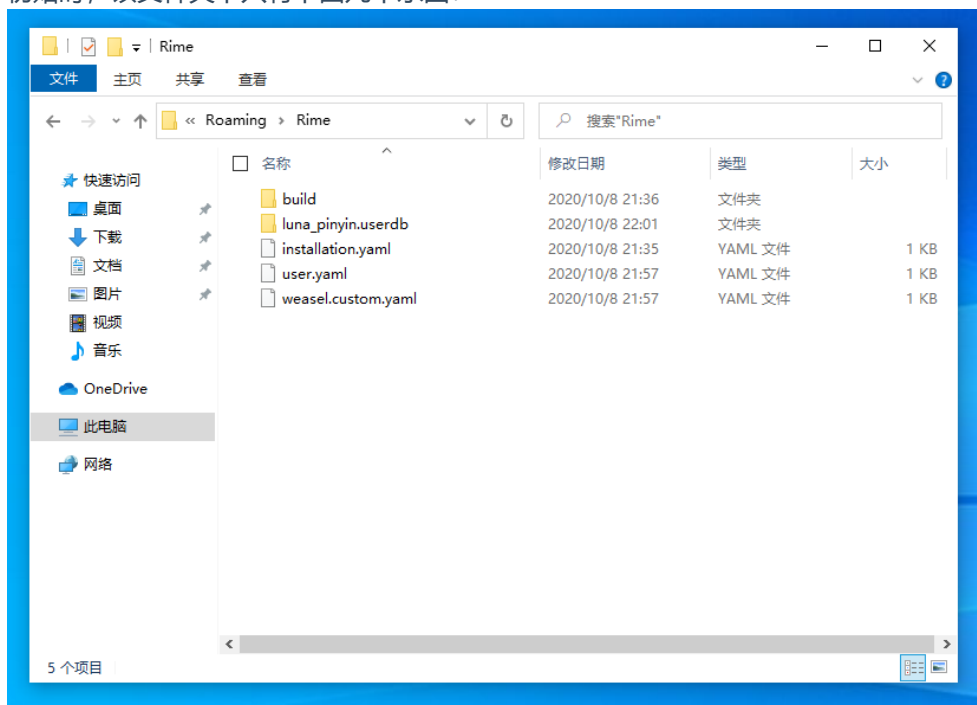 Rime
文件 主页 共享 查看
« Roaming › Rime 搜索"Rime"
名称 修改日期 类型 大小
快速访问
桌面
下载
文档
图片
视频
音乐
OneDrive
此电脑
网络
build 2020/10/8 21:36 文件夹
luna_pinyin.userdb 2020/10/8 22:01 文件夹
installation.yaml 2020/10/8 21:35 YAML 文件 1 KB
user.yaml 2020/10/8 21:57 YAML 文件 1 KB
weasel.custom.yaml 2020/10/8 21:57 YAML 文件 1 KB
5 个项目